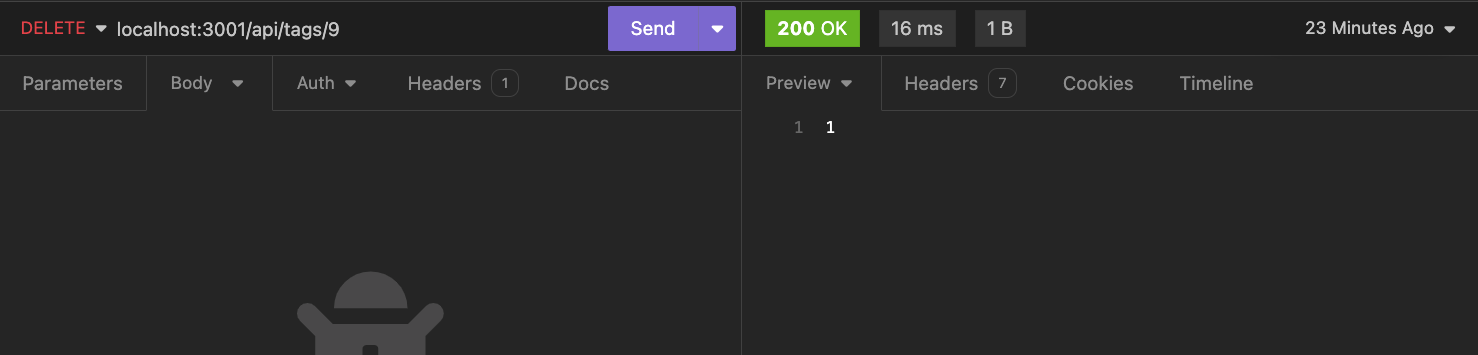 DELETE localhost:3001/api/tags/9 Send 200 OK 16 ms 1 B 23 Minutes Ago
Parameters Body Auth Headers 1 Docs Preview Headers 7 Cookies Timeline
1 1